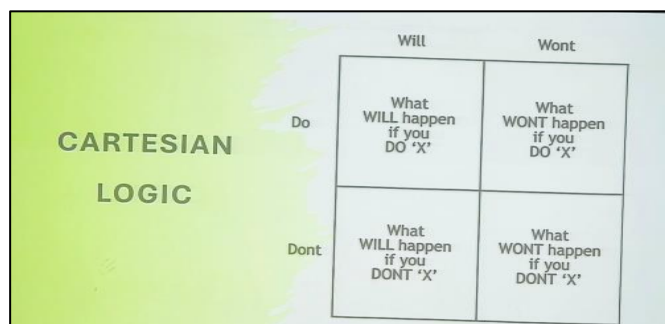 CARTESIAN
LOGIC
Will
Wont
Do
What
WILL happen
if you
DO ‘X’
What
WONT happen
if you
DO ‘X’
Dont
What
WILL happen
if you
DONT ‘X’
What
WONT happen
if you
DONT ‘X’